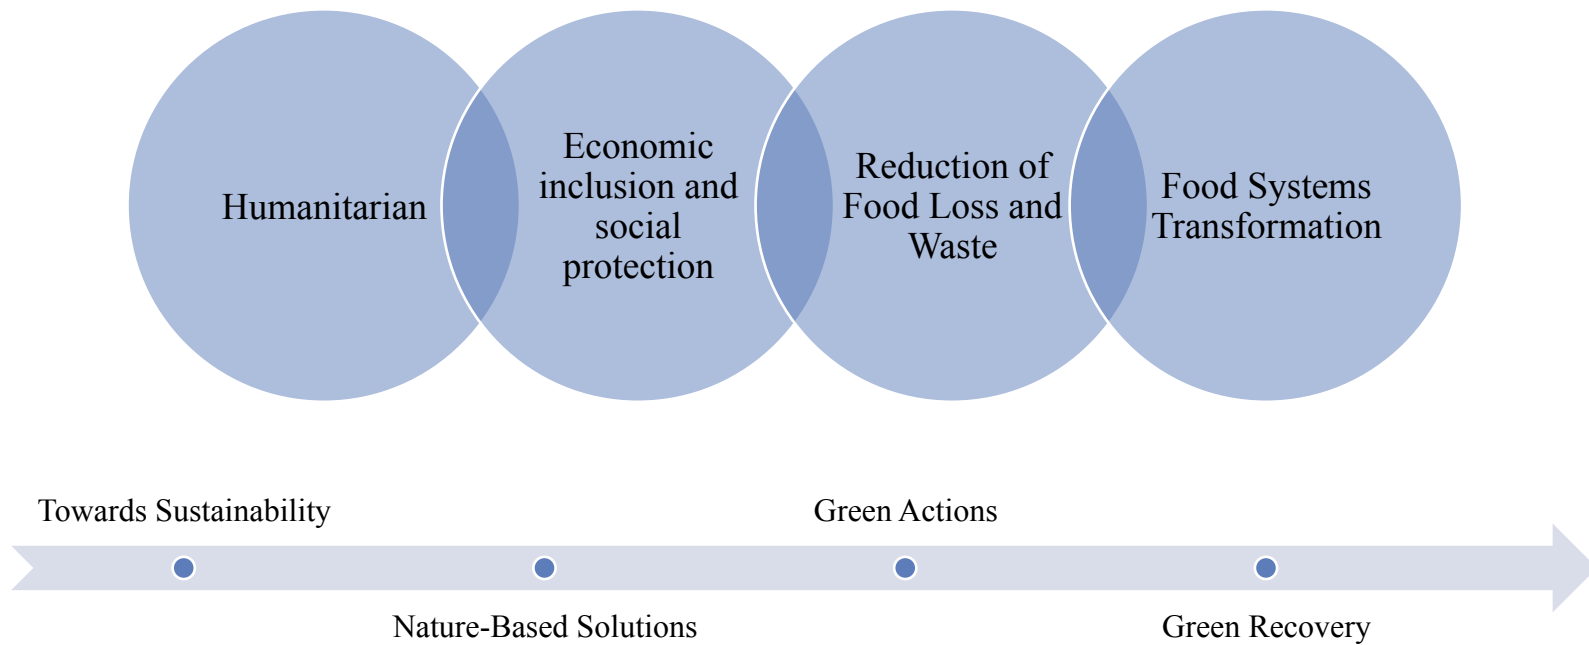 Humanitarian
Economic
inclusion and
social
protection
Reduction of
Food Loss and
Waste
Food Systems
Transformation
Towards Sustainability
Nature-Based Solutions
Green Actions
Green Recovery